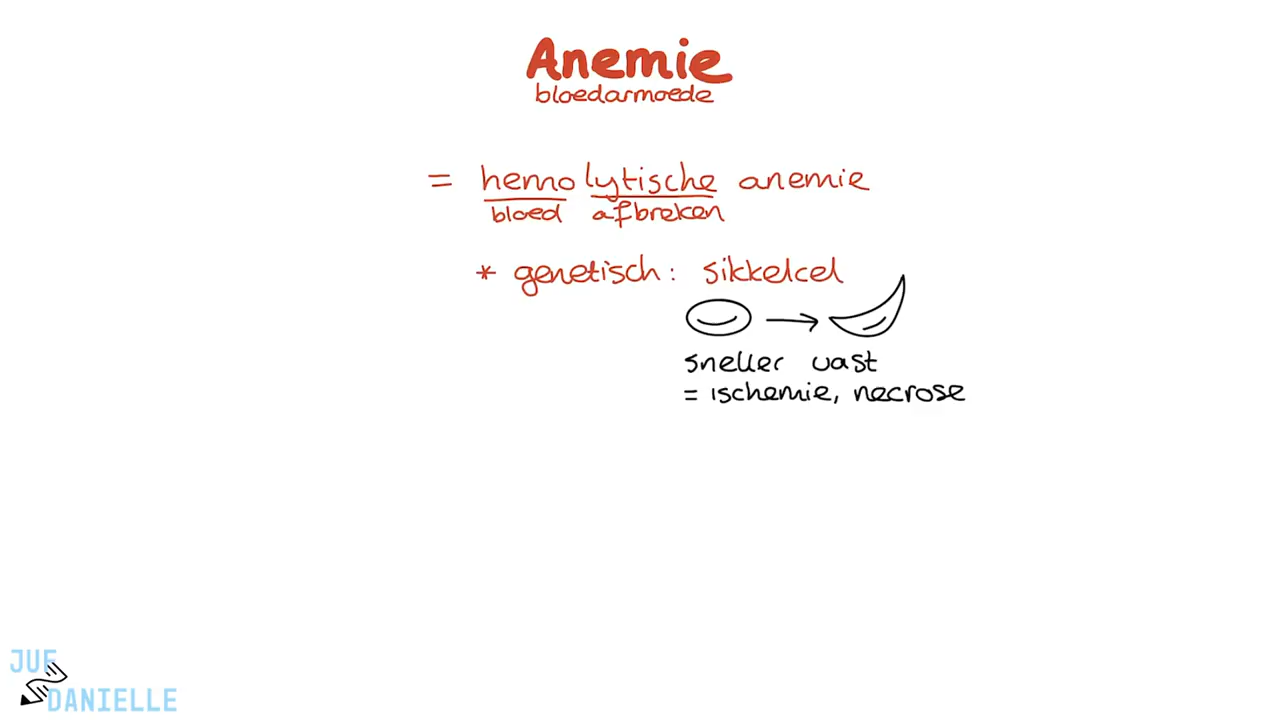 Anemie
bloedarmoede
= hemolytische anemie
bloed afbreken
* genetisch: sikkelcel
sneller vast
= ischemie, necrose
JUF
DANIELLE